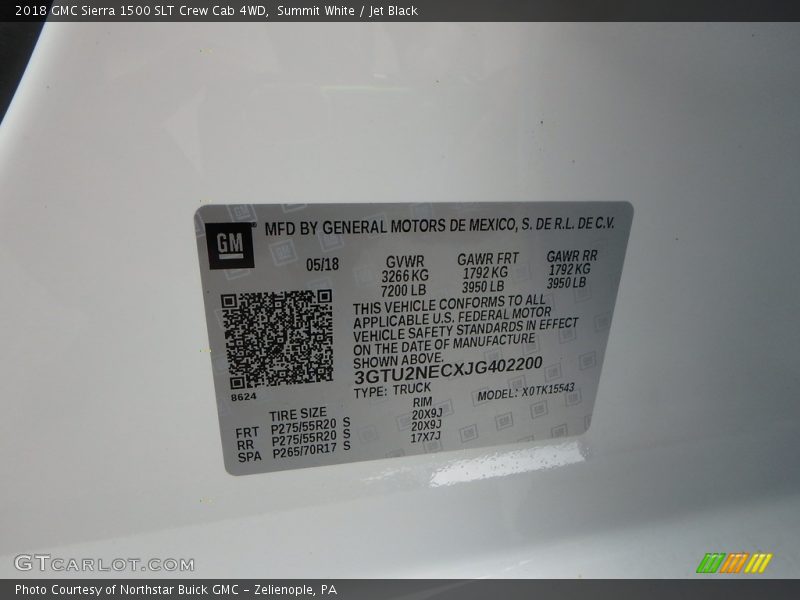 2018 GMC Sierra 1500 SLT Crew Cab 4WD,  Summit White / Jet Black
GM ® MFD BY GENERAL MOTORS DE MEXICO, S. DE R.L. DE C.V.
05/18 GVWR GAWR FRT GAWR RR
3266 KG 1792 KG 1792 KG
7200 LB 3950 LB 3950 LB
THIS VEHICLE CONFORMS TO ALL
APPLICABLE U.S. FEDERAL MOTOR
VEHICLE SAFETY STANDARDS IN EFFECT
ON THE DATE OF MANUFACTURE
SHOWN ABOVE.
3GTU2NECXJG402200
8624 TYPE: TRUCK MODEL: X0TK15543
TIRE SIZE RIM
FRT P275/55R20 S 20X9J
RR P275/55R20 S 20X9J
SPA P265/70R17 S 17X7J
GTCARLOT.COM
Photo Courtesy of Northstar Buick GMC - Zelienople, PA